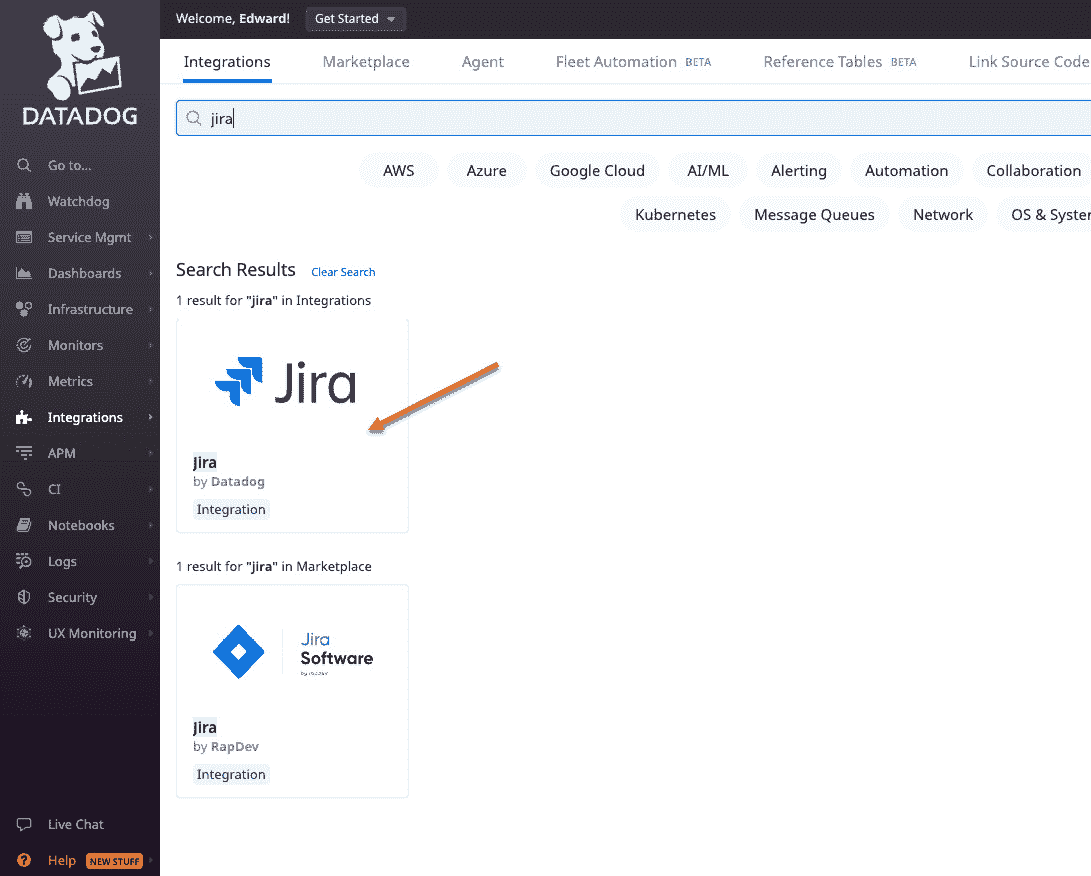 DATADOG
Go to...
Watchdog
Service Mgmt
Dashboards
Infrastructure
Monitors
Metrics
Integrations
APM
CI
Notebooks
Logs
Security
UX Monitoring
Live Chat
Help NEW STUFF
Welcome, Edward! Get Started
Integrations Marketplace Agent Fleet Automation BETA Reference Tables BETA Link Source Code
jira
AWS Azure Google Cloud AI/ML Alerting Automation Collaboration
Kubernetes Message Queues Network OS &
Search Results Clear Search
1 result for "jira" in Integrations
Jira
Jira
by Datadog
Integration
1 result for "jira" in Marketplace
Jira
Software
Jira
by RapDev
Integration